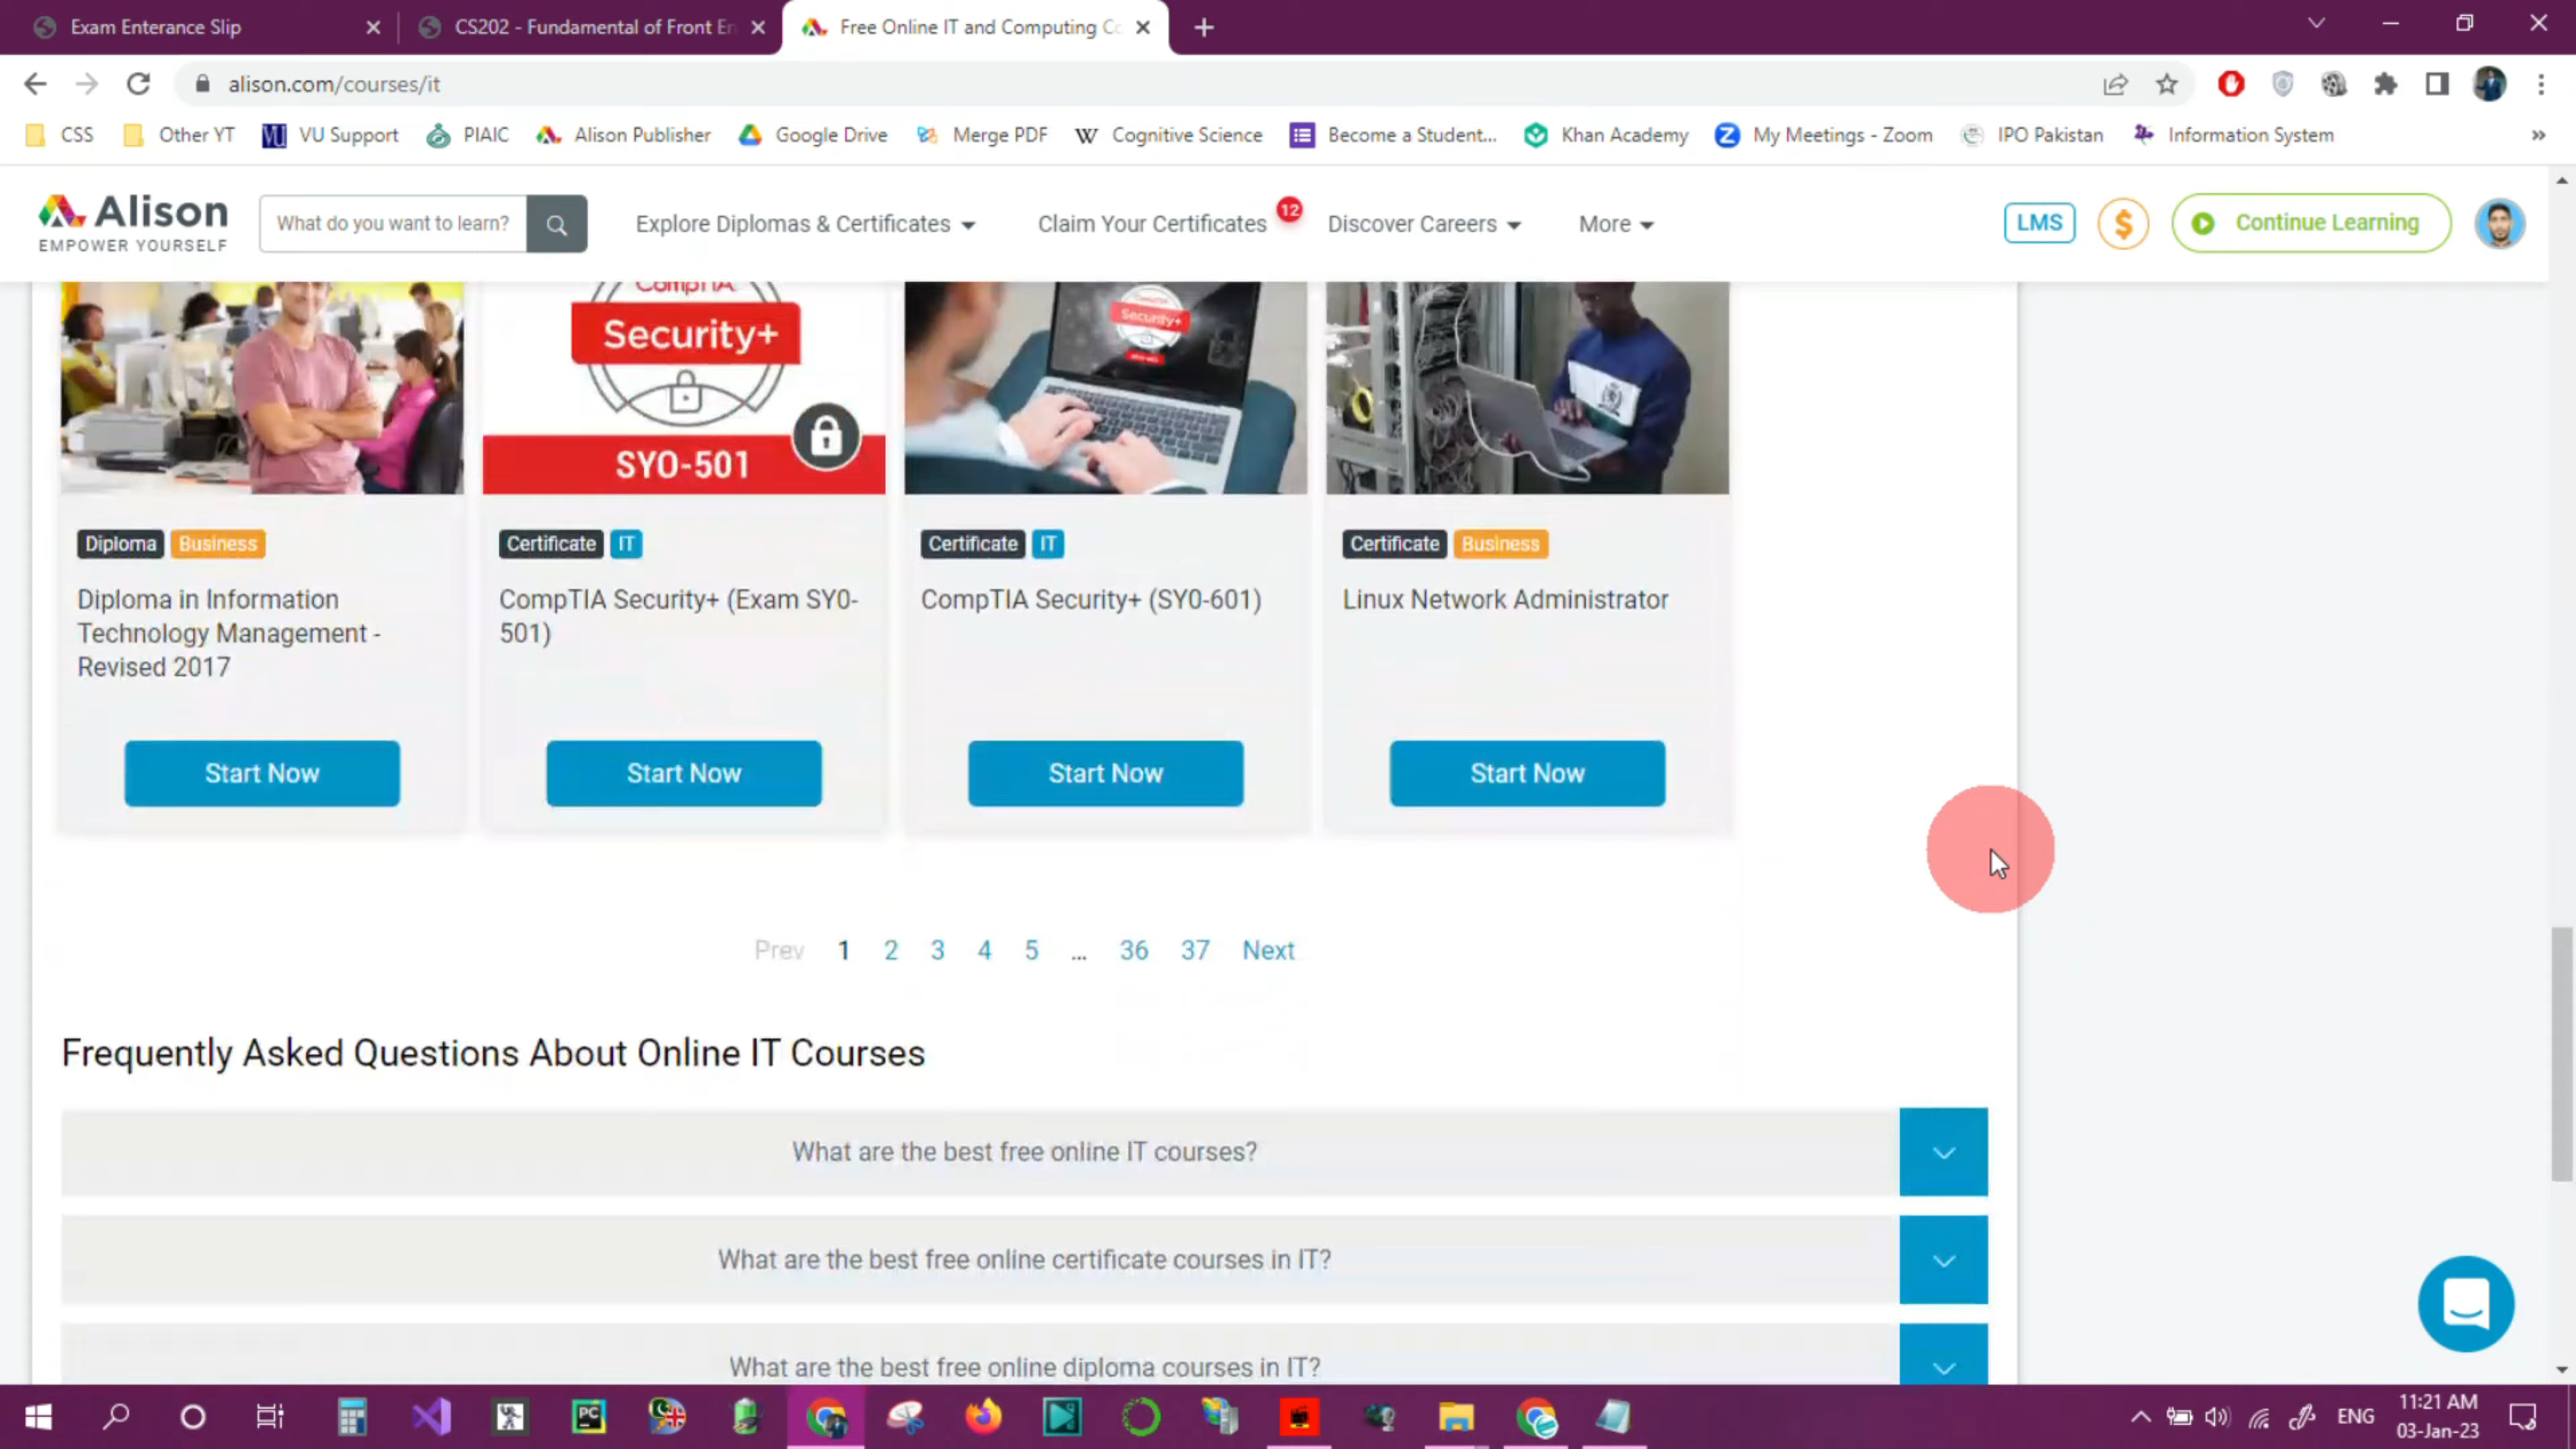 Exam Enterance Slip
CS202 - Fundamental of Front En
Free Online IT and Computing Co
alison.com/courses/it
CSS
Other YT
VU Support
PIAIC
Alison Publisher
Google Drive
Merge PDF
Cognitive Science
Become a Student...
Khan Academy
My Meetings - Zoom
IPO Pakistan
Information System
»
Alison
EMPOWER YOURSELF
What do you want to learn?
Explore Diplomas & Certificates
Claim Your Certificates
12
Discover Careers
More
LMS
$
Continue Learning
CompTIA
Security+
SYO-501
Security+
Diploma Business
Diploma in Information
Technology Management -
Revised 2017
Start Now
Certificate IT
CompTIA Security+ (Exam SY0-
501)
Start Now
Certificate IT
CompTIA Security+ (SY0-601)
Start Now
Certificate Business
Linux Network Administrator
Start Now
Prev 1 2 3 4 5 ... 36 37 Next
Frequently Asked Questions About Online IT Courses
What are the best free online IT courses?
What are the best free online certificate courses in IT?
What are the best free online diploma courses in IT?
PC
ENG
11:21 AM
03-Jan-23